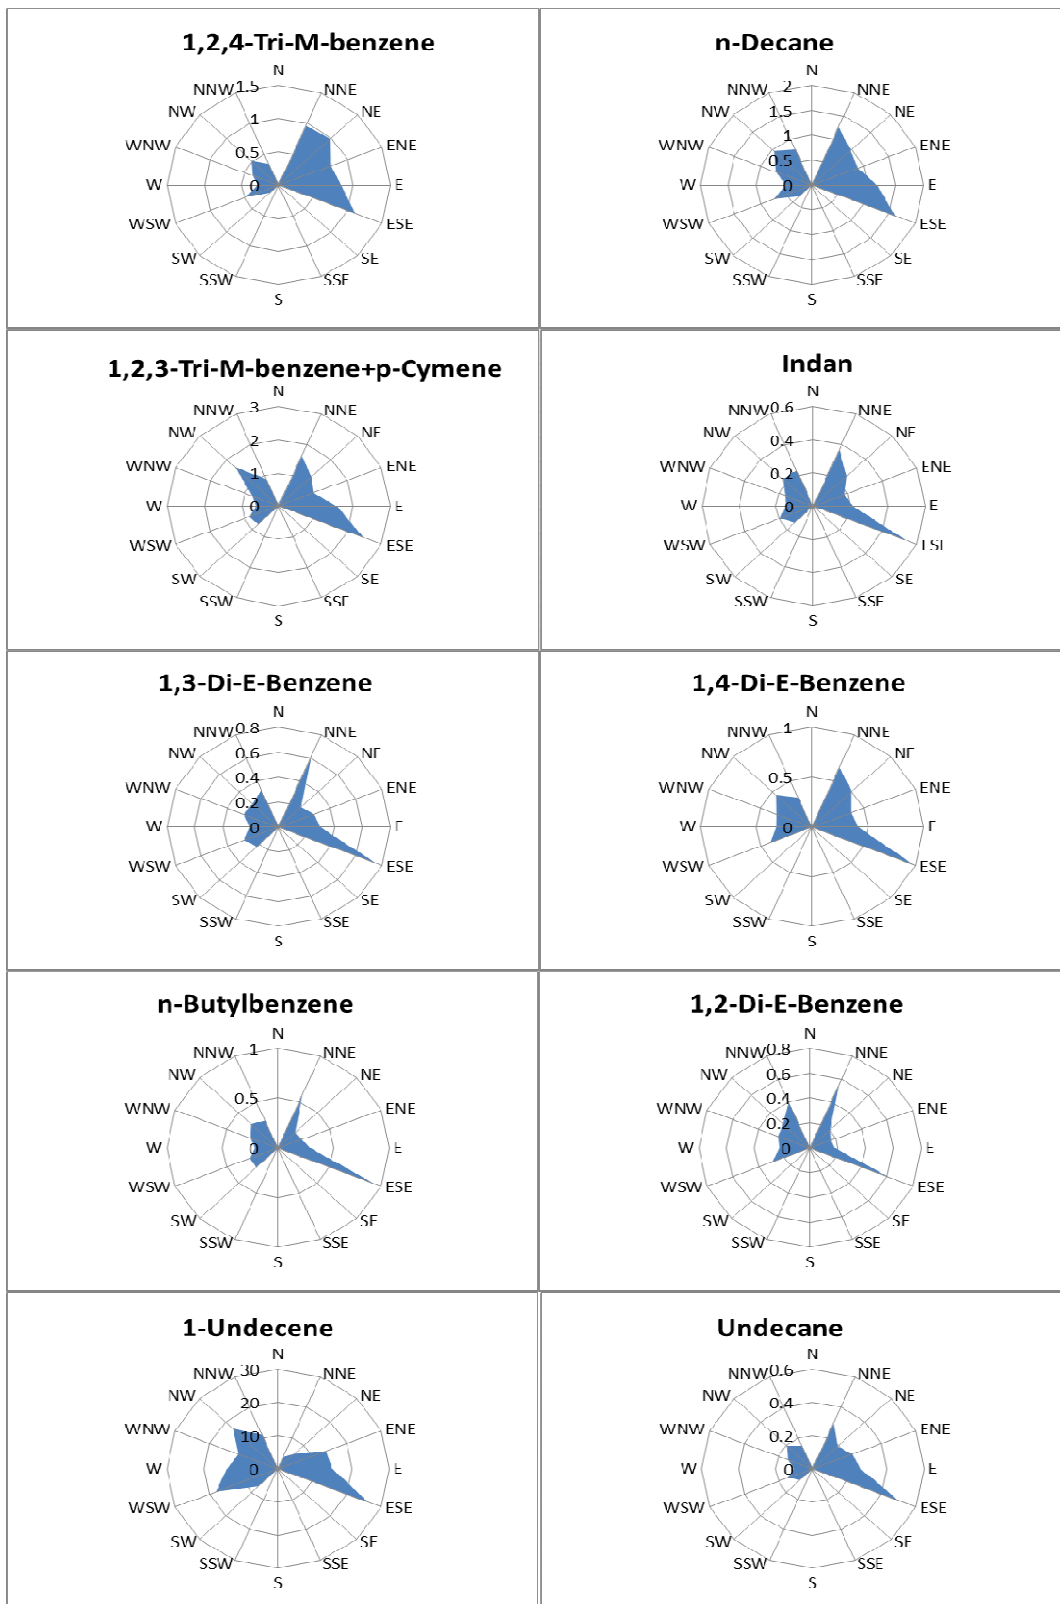 1,2,4-Tri-M-benzene
N
NNW 1.5 NNE
NW 1 NE
WNW 0.5 ENE
W 0 E
WSW ESE
SW SE
SSW SSE
S
n-Decane
N
NNW 2 NNE
NW 1.5 NE
1
WNW 0.5 ENE
W 0 E
WSW ESE
SW SE
SSW SSE
S
1,2,3-Tri-M-benzene+p-Cymene
N
NNW 3 NNE
NW 2 NE
WNW 1 ENE
W 0 E
WSW ESE
SW SE
SSW SSE
S
Indan
N
NNW 0.6 NNE
NW 0.4 NE
WNW 0.2 ENE
W 0 E
WSW ESE
SW SE
SSW SSE
S
1,3-Di-E-Benzene
N
NNW 0.8 NNE
NW 0.6 NE
0.4
WNW 0.2 ENE
W 0 E
WSW ESE
SW SE
SSW SSE
S
1,4-Di-E-Benzene
N
NNW 1 NNE
NW 0.5 NE
WNW ENE
W 0 E
WSW ESE
SW SE
SSW SSE
S
n-Butylbenzene
N
NNW 1 NNE
NW 0.5 NE
WNW ENE
W 0 E
WSW ESE
SW SE
SSW SSE
S
1,2-Di-E-Benzene
N
NNW 0.8 NNE
NW 0.6 NE
0.4
WNW 0.2 ENE
W 0 E
WSW ESE
SW SE
SSW SSE
S
1-Undecene
N
NNW 30 NNE
NW 20 NE
WNW 10 ENE
W 0 E
WSW ESE
SW SE
SSW SSE
S
Undecane
N
NNW 0.6 NNE
NW 0.4 NE
WNW 0.2 ENE
W 0 E
WSW ESE
SW SE
SSW SSE
S